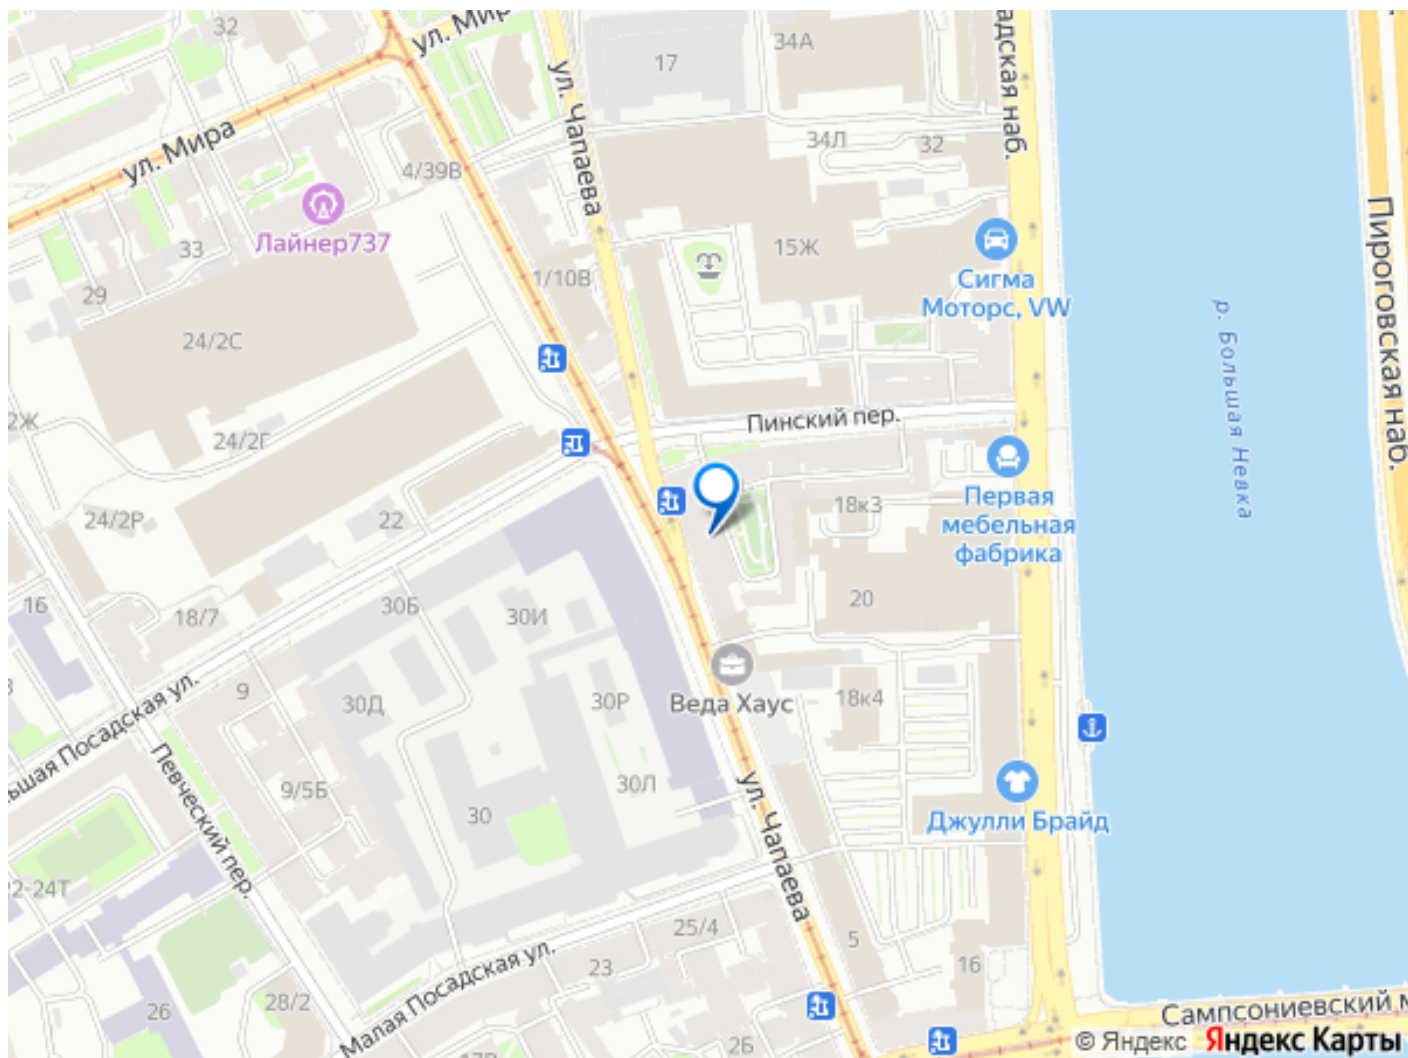 32
ул. Мира
ул. Мира
4/39В
Лайнер737
33
29
24/2С
24/2Г
24/2Р
22
ул. Чапаева
17
34А
34Л
32
15Ж
1/10В
Сигма
Моторс, VW
Пинский пер.
Первая
мебельная
фабрика
18к3
20
Веда Хаус
18к4
Джулли Брайд
р. Большая Невка
Пироговская наб.
16
18/7
30Б
30И
30Д
30Р
30Л
30
9
9/5Б
Певческий пер.
26
28/2
Малая Посадская ул.
25/4
23
ул. Чапаева
5
16
2Б
Сампсониевский
© Яндекс Яндекс Карты